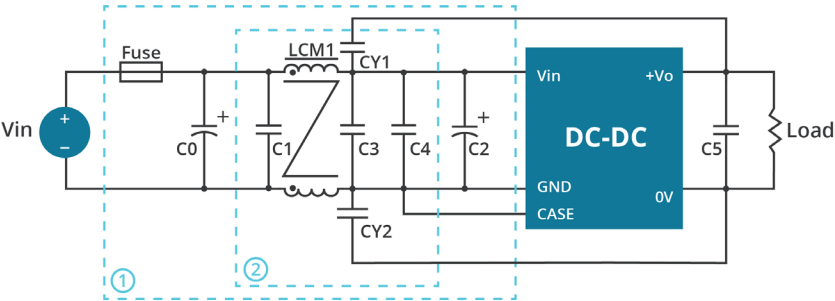 Fuse
LCM1
CY1
Vin
+Vo
Vin
+
−
C0
+
C1
C3
C4
C2
+
DC-DC
C5
Load
GND
CASE
0V
CY2
1
2